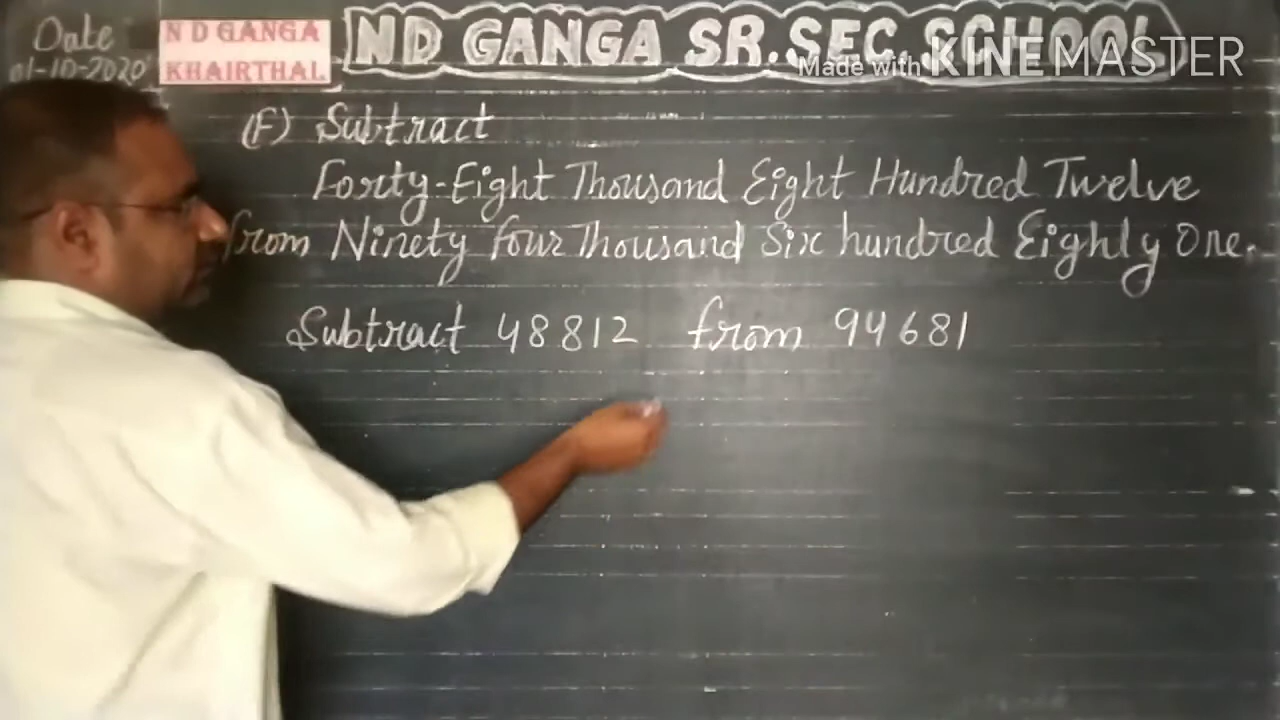 Date
01-10-2020
N D GANGA
KHAIRTHAL
ND GANGA SR. SEC. SCHOOL
Made with KINEMASTER
(F) Subtract
Forty-Eight Thousand Eight Hundred Twelve
from Ninety four Thousand Six hundred Eighty One.
Subtract 48812 from 94681